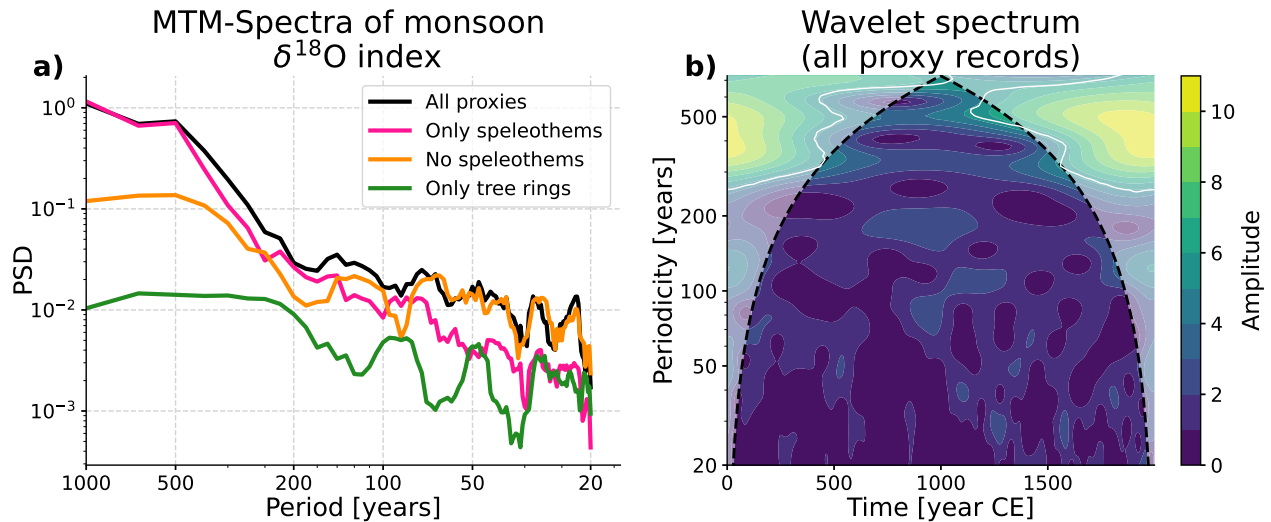 MTM-Spectra of monsoon
δ¹⁸O index
a)
PSD
10⁰
10⁻¹
10⁻²
10⁻³
All proxies
Only speleothems
No speleothems
Only tree rings
1000 500 200 100 50 20
Period [years]
Wavelet spectrum
(all proxy records)
b)
Periodicity [years]
500
200
100
50
20
0 500 1000 1500
Time [year CE]
10
8
6
4
2
0
Amplitude